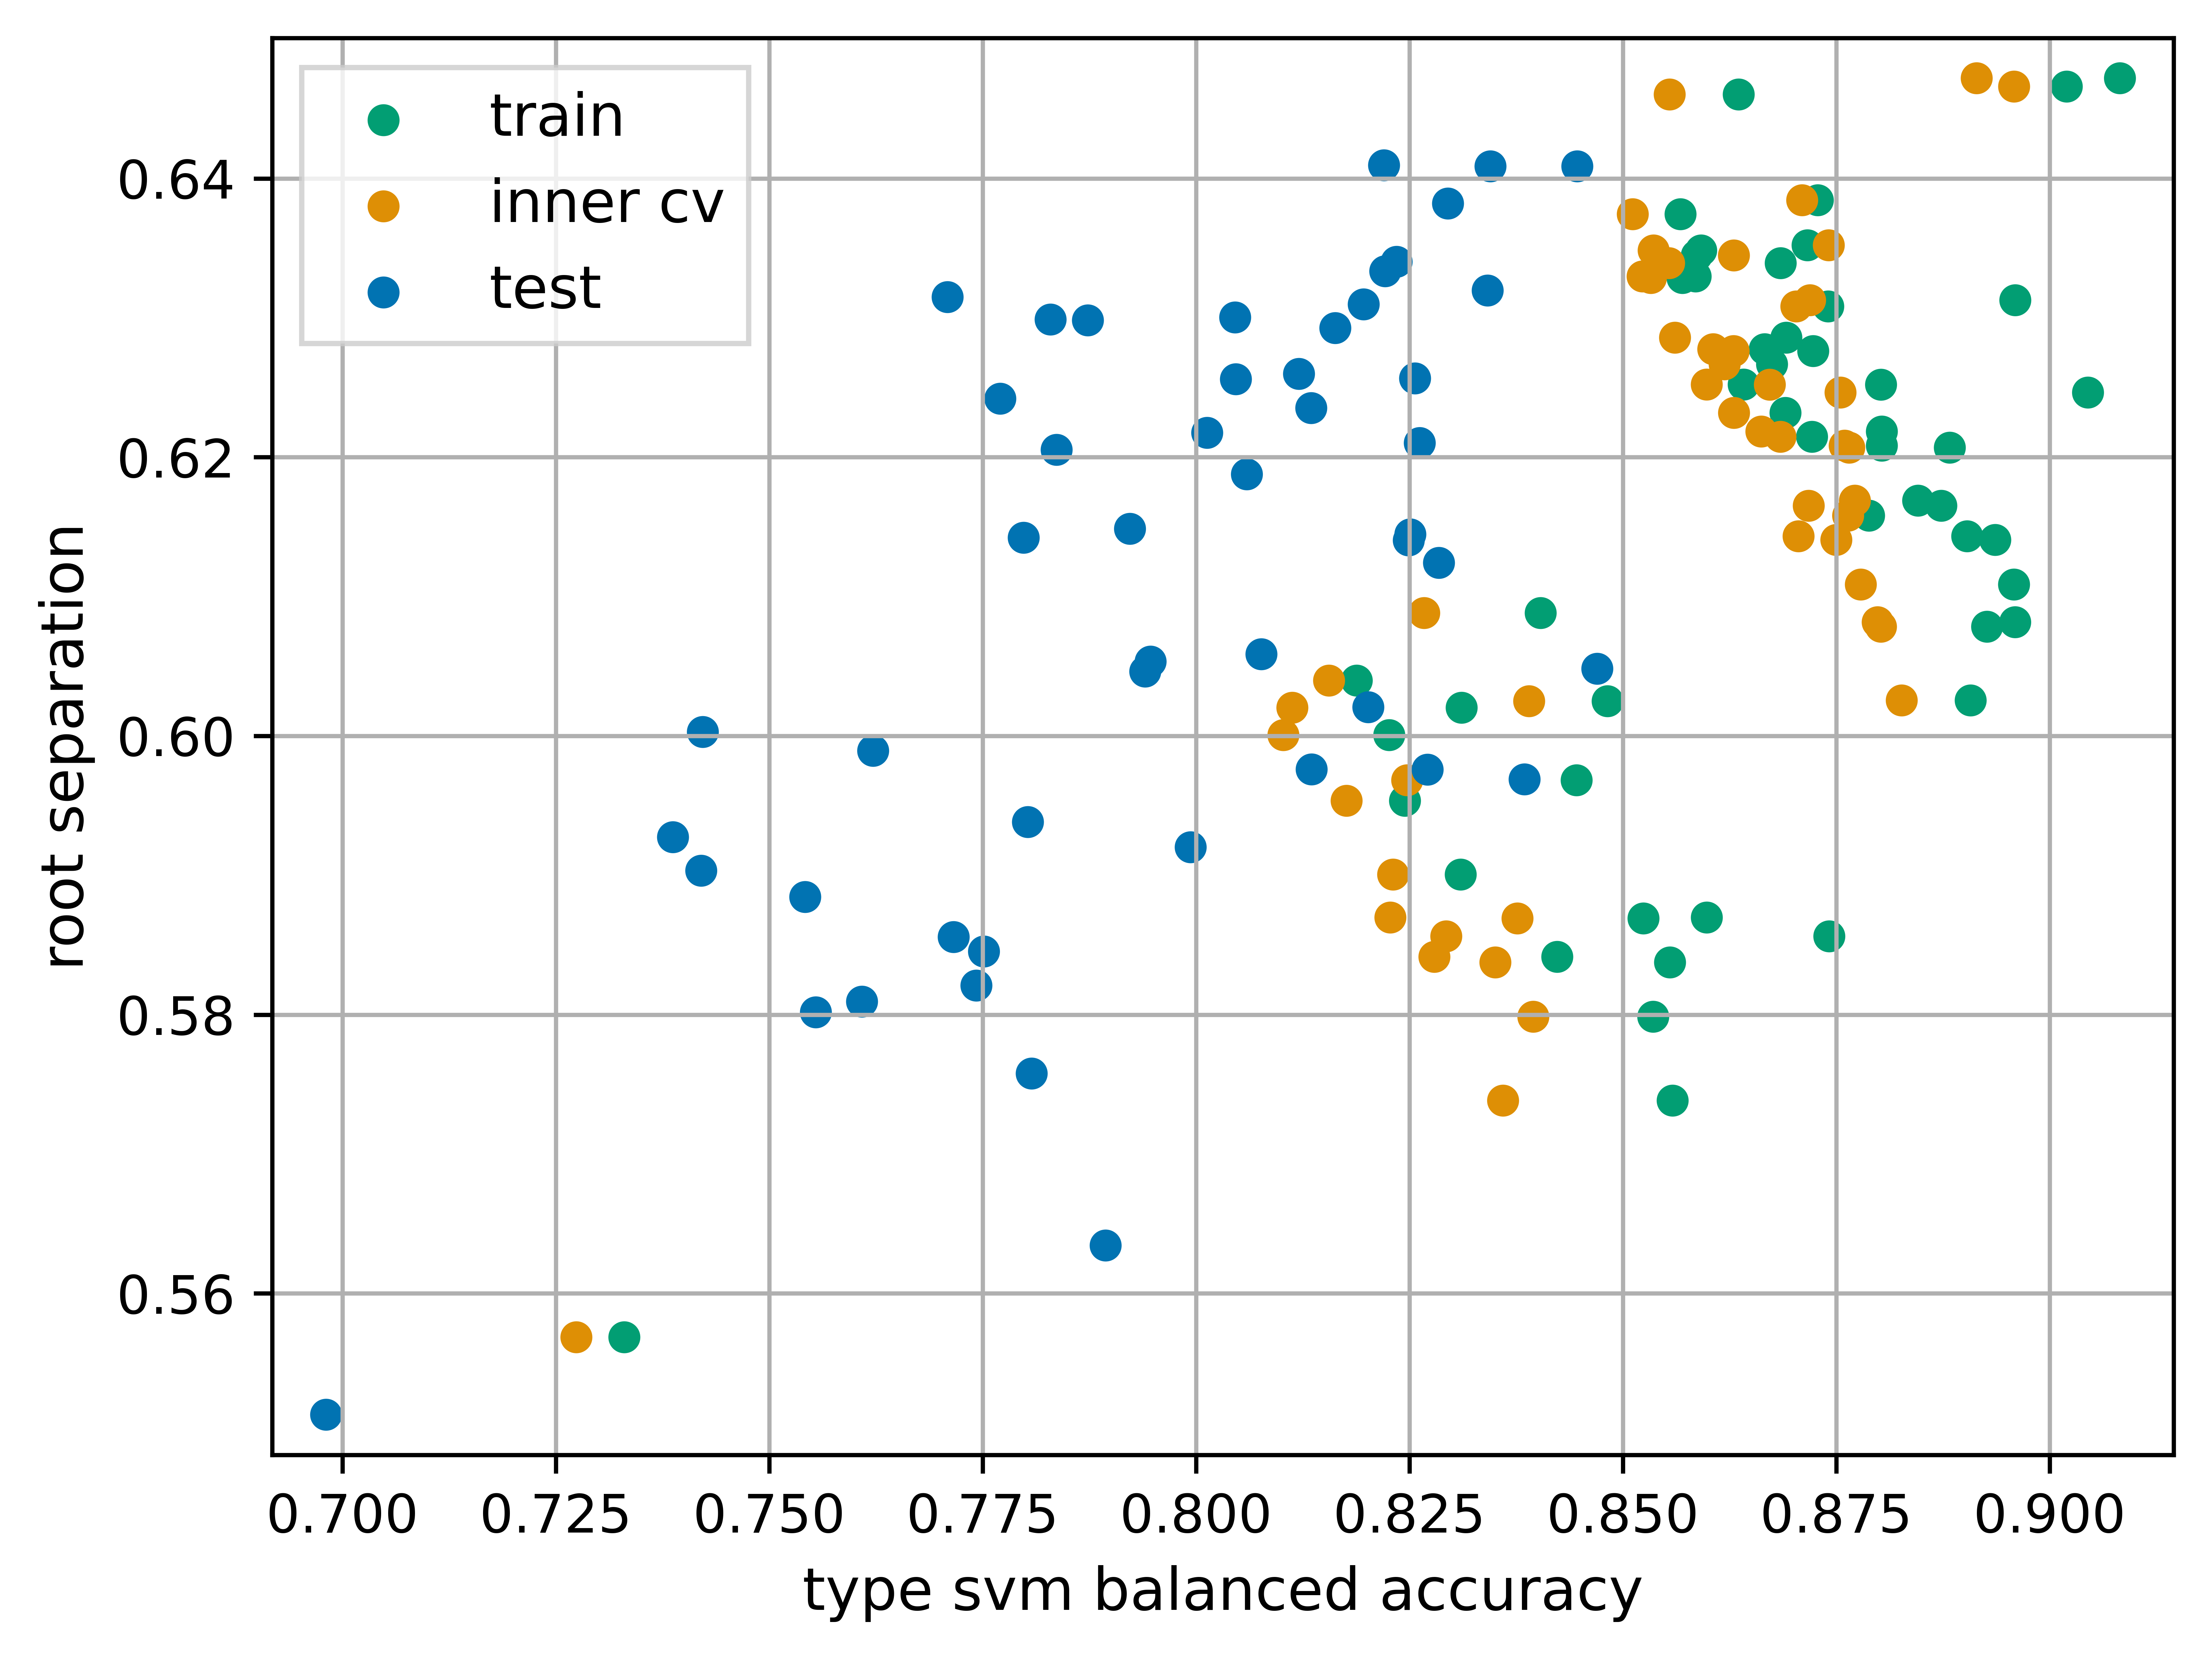 train
inner cv
test
0.64
0.62
0.60
0.58
0.56
root separation
0.700 0.725 0.750 0.775 0.800 0.825 0.850 0.875 0.900
type svm balanced accuracy